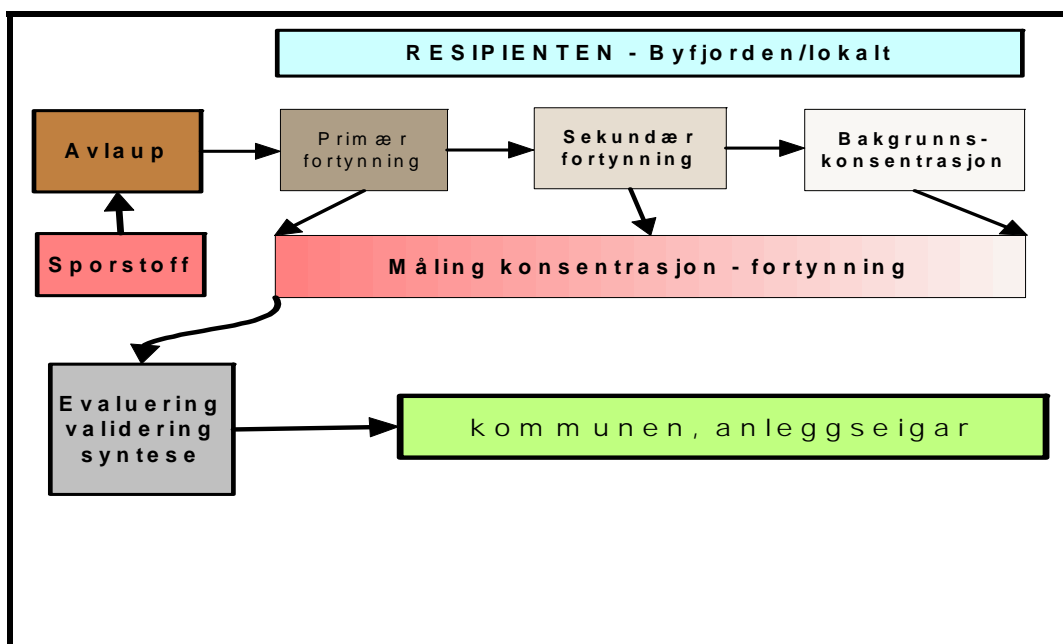 RESIPIENTEN - Byfjorden/lokalt
Avlaup
Primær
fortynning
Sekundær
fortynning
Bakgrunns-
konsentrasjon
Sporstoff
Måling konsentrasjon - fortynning
Evaluering
validering
syntese
kommunen, anleggseigar